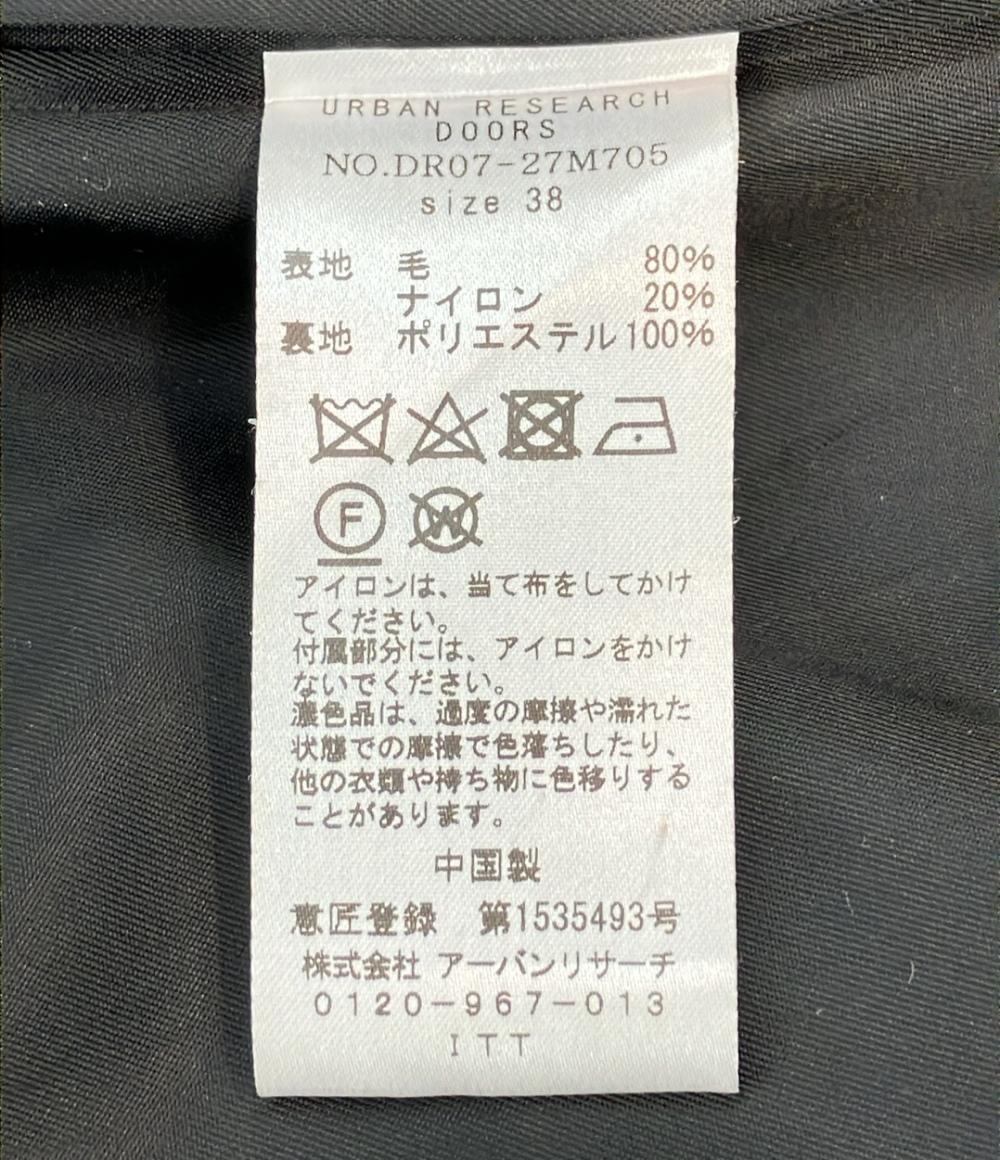 URBAN RESEARCH
DOORS
NO.DR07-27M705
size 38
表地 毛 80%
ナイロン 20%
裏地 ポリエステル 100%
F W
アイロンは、当て布をしてかけ
てください。
付属部分には、アイロンをかけ
ないでください。
濃色品は、過度の摩擦や濡れた
状態での摩擦で色落ちしたり、
他の衣類や持ち物に色移りする
ことがあります。
中国製
意匠登録 第1535493号
株式会社 アーバンリサーチ
0120-967-013
ITT